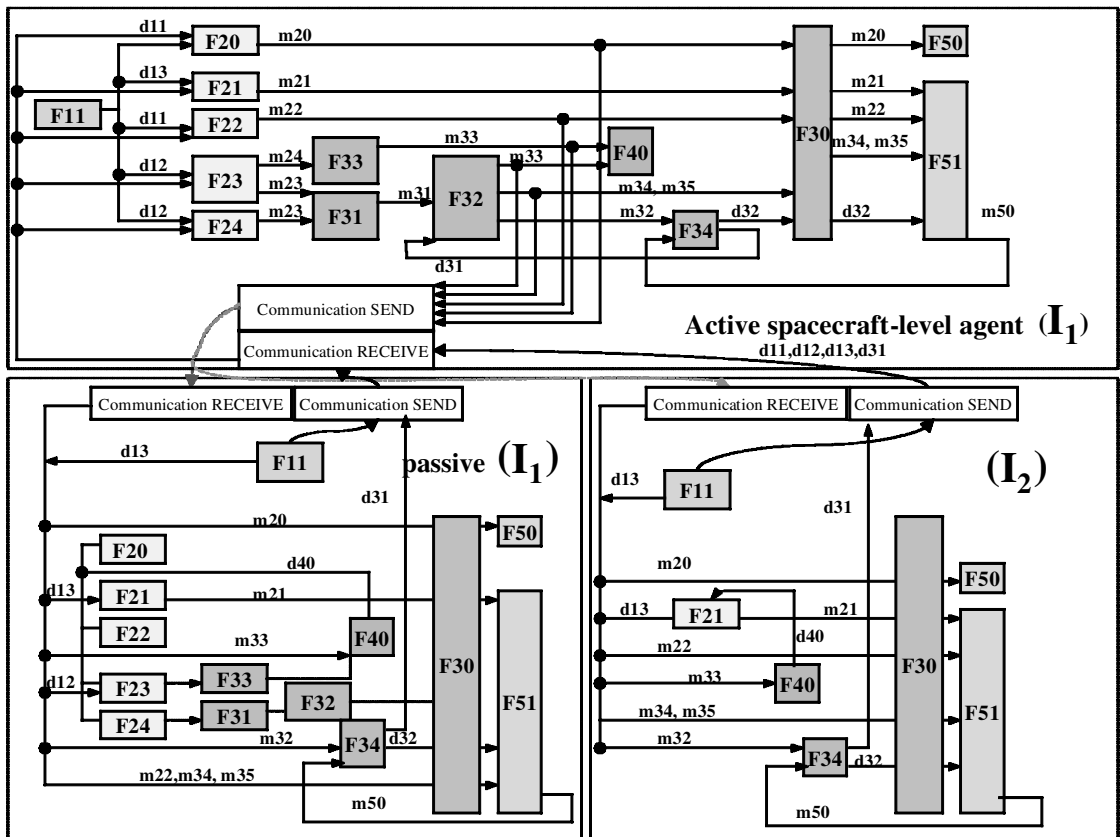 d11
F20
m20
m20
F50
d13
F21
m21
m21
F11
d11
F22
m22
F30
m22
m34, m35
m24
F33
m33
m33
F40
d12
F23
m23
m31
F32
m34, m35
F51
d12
F24
m23
F31
m32
F34
d32
d32
m50
d31
Communication SEND
Active spacecraft-level agent (I1)
Communication RECEIVE
d11,d12,d13,d31
Communication RECEIVE
Communication SEND
d13
F11
passive (I1)
d31
m20
F50
F20
d40
d13
F21
m21
F22
m33
F40
F30
d12
F23
F33
F32
F51
F24
F31
m32
F34
d32
m22,m34, m35
m50
Communication RECEIVE
Communication SEND
(I2)
d13
F11
d31
m20
F50
d13
F21
m21
d40
m22
F30
m33
F40
m34, m35
F51
m32
F34
d32
m50